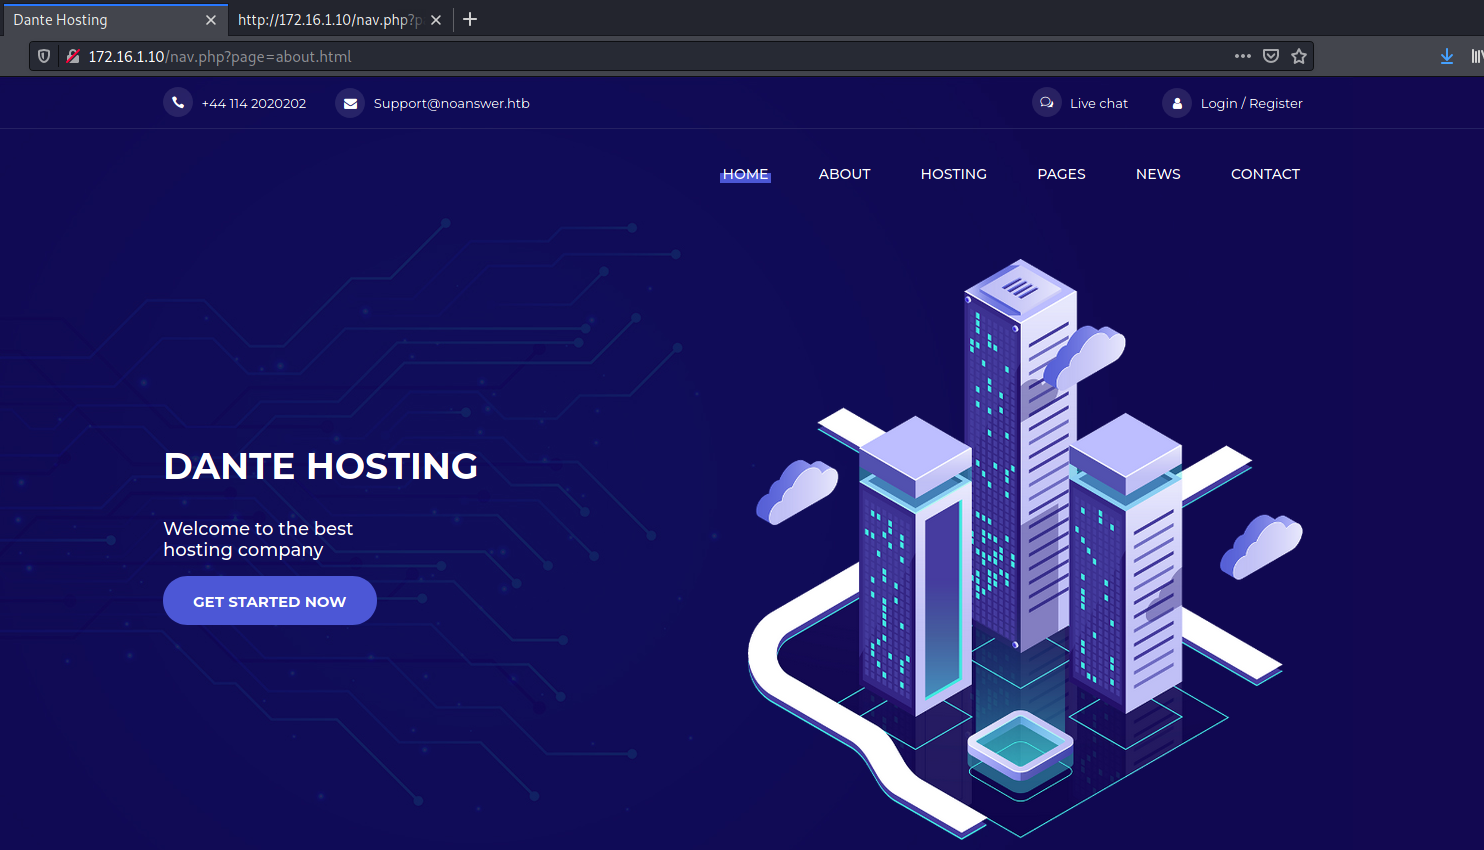 Dante Hosting
http://172.16.1.10/nav.php?p
172.16.1.10/nav.php?page=about.html
+44 114 2020202
Support@noanswer.htb
Live chat
Login / Register
HOME
ABOUT
HOSTING
PAGES
NEWS
CONTACT
DANTE HOSTING
Welcome to the best
hosting company
GET STARTED NOW